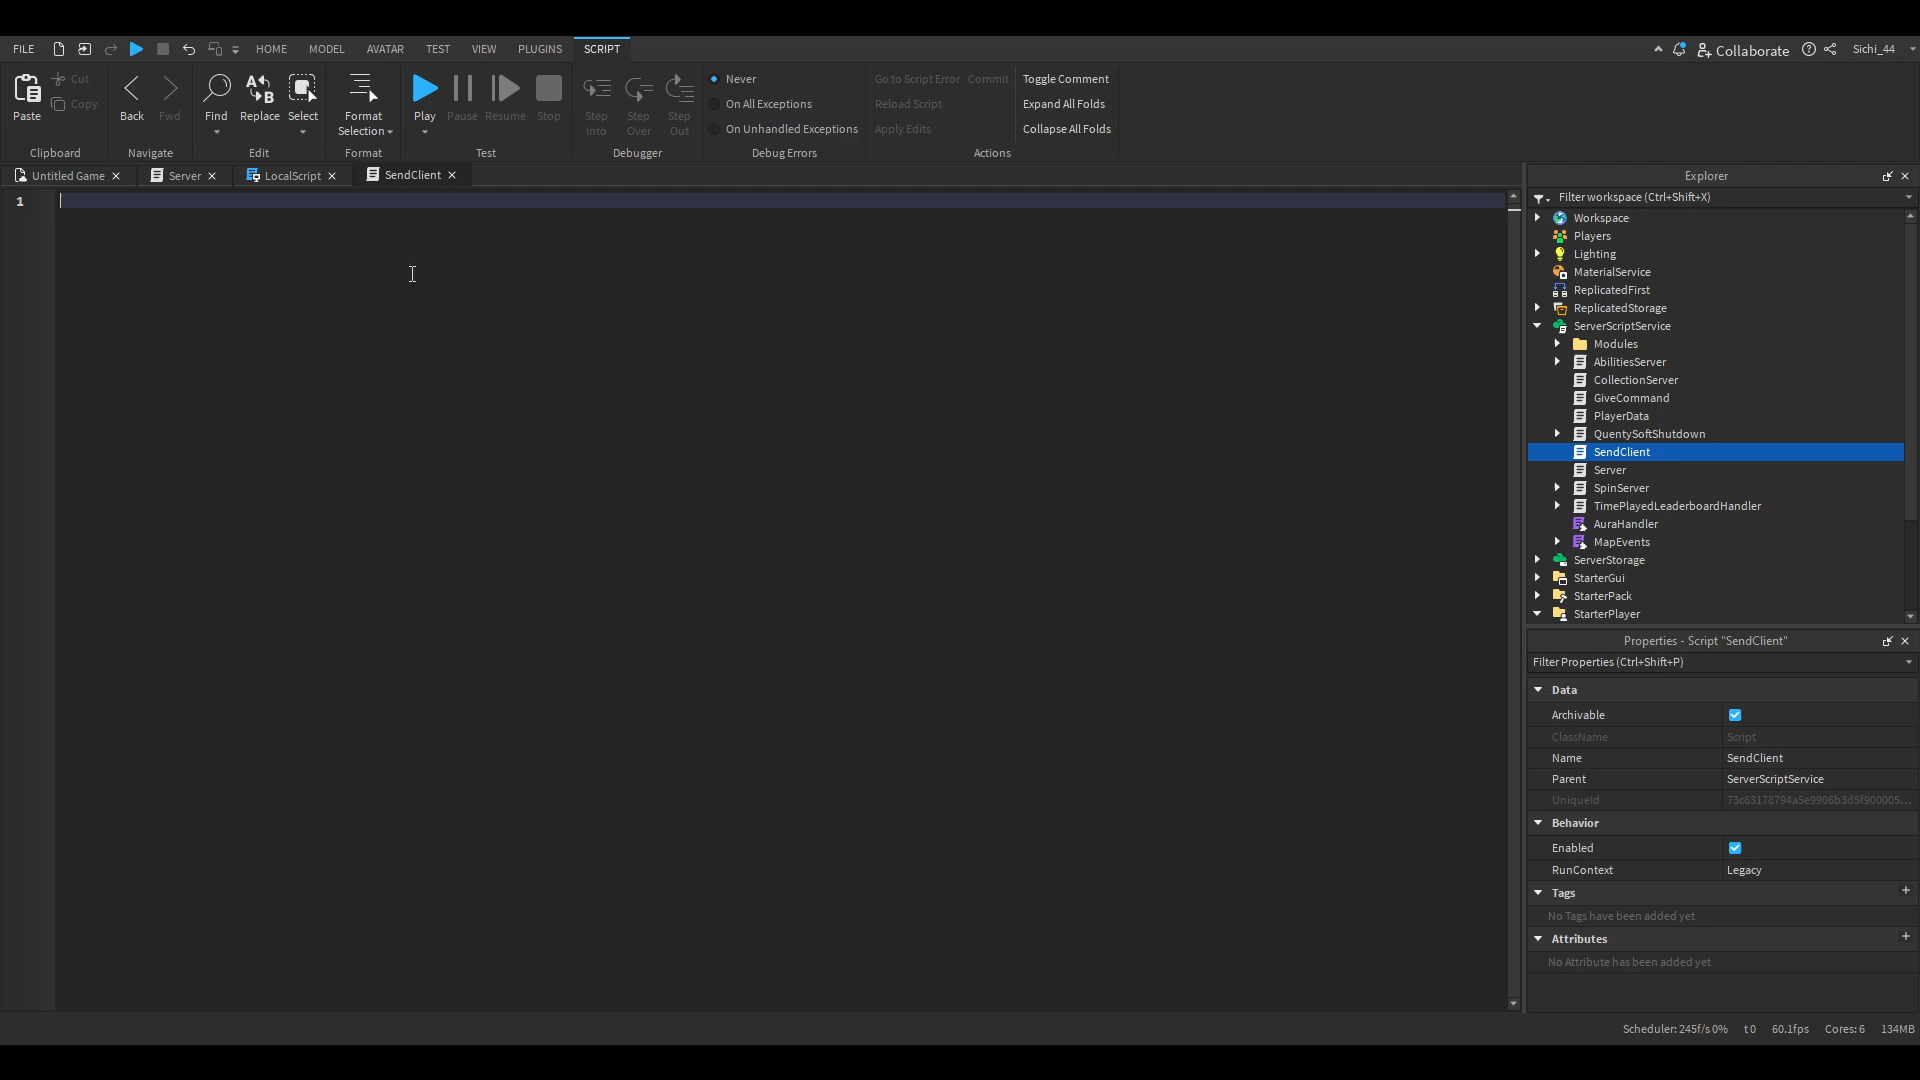 FILE HOME MODEL AVATAR TEST VIEW PLUGINS SCRIPT Collaborate Sichi_44
Paste Cut Copy
Clipboard
Back Fwd
Navigate
Find Replace Select
Edit
Format Selection
Format
Play Pause Resume Stop
Test
Step Into Step Over Step Out
Debugger
Never
On All Exceptions
On Unhandled Exceptions
Debug Errors
Go to Script Error Commit Toggle Comment
Reload Script Expand All Folds
Apply Edits Collapse All Folds
Actions
Untitled Game Server LocalScript SendClient
1
Explorer
Filter workspace (Ctrl+Shift+X)
Workspace
Players
Lighting
MaterialService
ReplicatedFirst
ReplicatedStorage
ServerScriptService
Modules
AbilitiesServer
CollectionServer
GiveCommand
PlayerData
QuentySoftShutdown
SendClient
Server
SpinServer
TimePlayedLeaderboardHandler
AuraHandler
MapEvents
ServerStorage
StarterGui
StarterPack
StarterPlayer
Properties - Script "SendClient"
Filter Properties (Ctrl+Shift+P)
Data
Archivable
ClassName Script
Name SendClient
Parent ServerScriptService
UniqueId 73c63178794a5e9906b3d5f900005...
Behavior
Enabled
RunContext Legacy
Tags
No Tags have been added yet
Attributes
No Attribute has been added yet
Scheduler: 245f/s 0% t 0 60.1fps Cores: 6 134MB